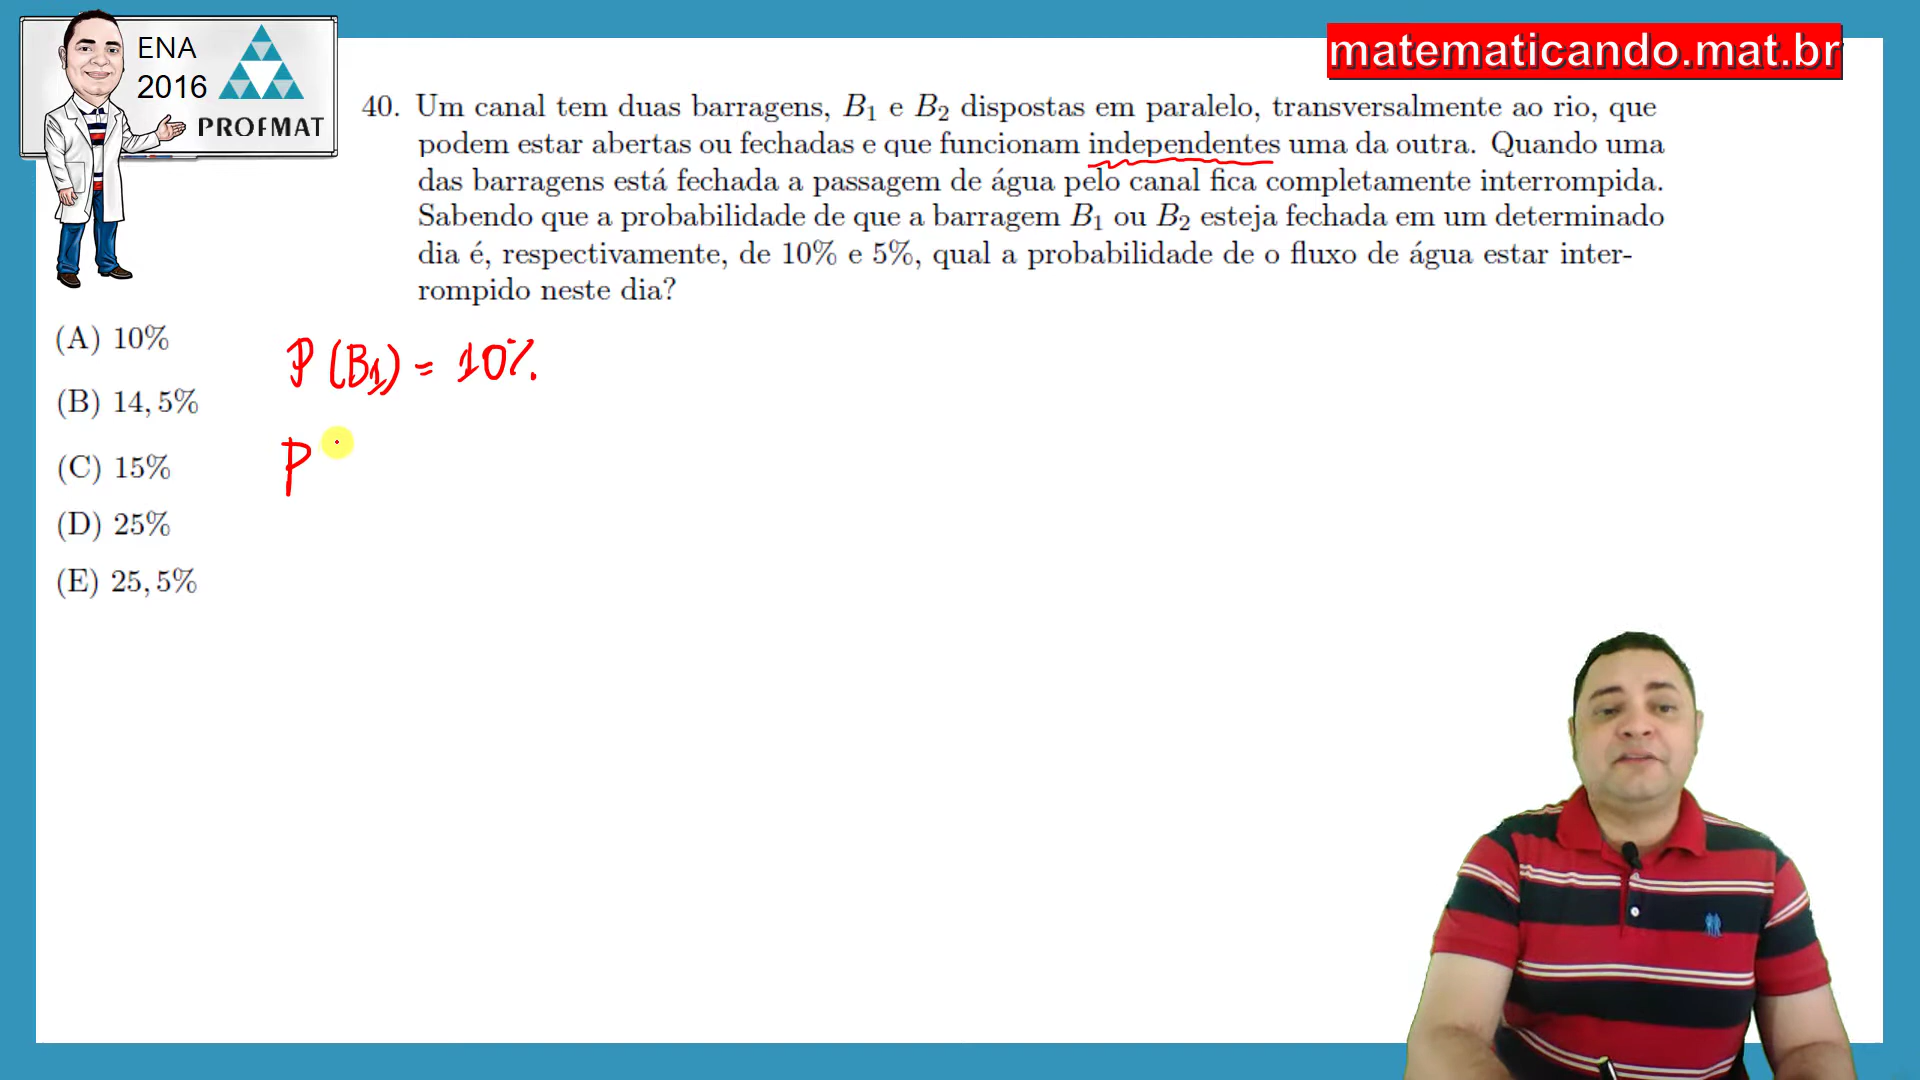 ENA
2016
PROFMAT
matematicando.mat.br
40. Um canal tem duas barragens, B₁ e B₂ dispostas em paralelo, transversalmente ao rio, que
podem estar abertas ou fechadas e que funcionam independentes uma da outra. Quando uma
das barragens está fechada a passagem de água pelo canal fica completamente interrompida.
Sabendo que a probabilidade de que a barragem B₁ ou B₂ esteja fechada em um determinado
dia é, respectivamente, de 10% e 5%, qual a probabilidade de o fluxo de água estar inter-
rompido neste dia?
(A) 10%
(B) 14, 5%
(C) 15%
(D) 25%
(E) 25, 5%
P (B₁) = 10%
P